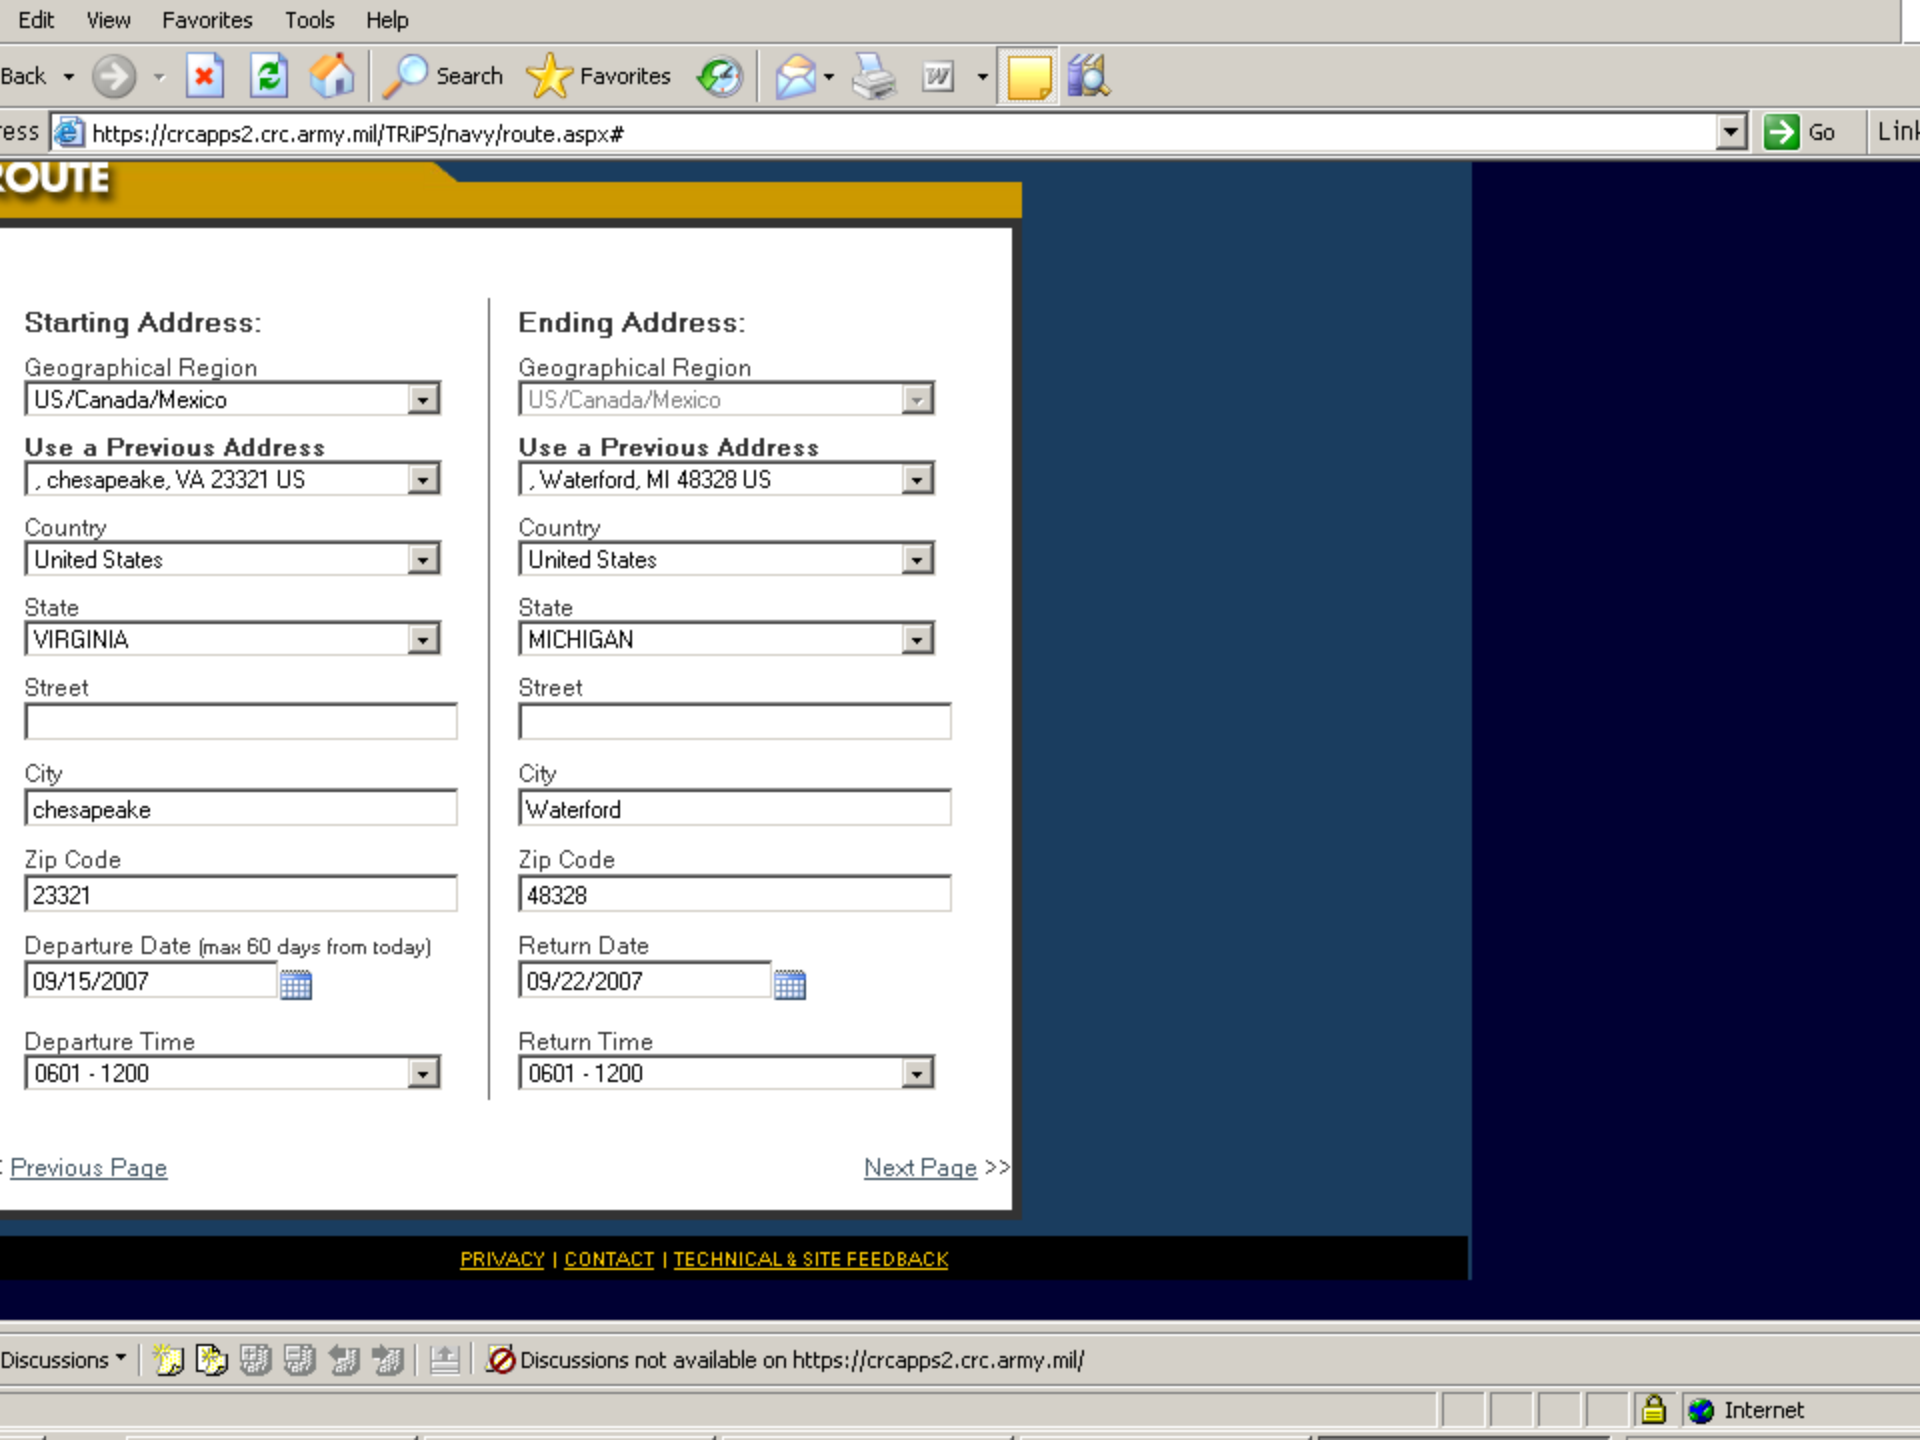 Edit View Favorites Tools Help
Back Search Favorites
ress https://crcapps2.crc.army.mil/TRiPS/navy/route.aspx# Go Link
ROUTE
Starting Address: Ending Address:
Geographical Region Geographical Region
US/Canada/Mexico US/Canada/Mexico
Use a Previous Address Use a Previous Address
, chesapeake, VA 23321 US , Waterford, MI 48328 US
Country Country
United States United States
State State
VIRGINIA MICHIGAN
Street Street
City City
chesapeake Waterford
Zip Code Zip Code
23321 48328
Departure Date (max 60 days from today) Return Date
09/15/2007 09/22/2007
Departure Time Return Time
0601 - 1200 0601 - 1200
Previous Page Next Page >>
PRIVACY | CONTACT | TECHNICAL & SITE FEEDBACK
Discussions Discussions not available on https://crcapps2.crc.army.mil/
Internet